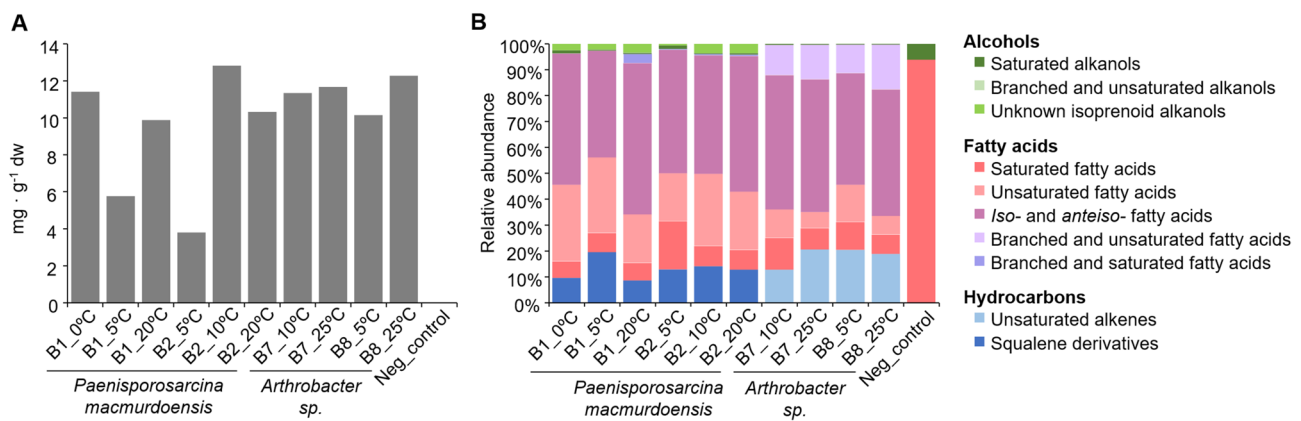 A
mg · g⁻¹ dw
14
12
10
8
6
4
2
0
B1_0ºC
B1_5ºC
B1_20ºC
B2_5ºC
B2_10ºC
B2_20ºC
B7_10ºC
B7_25ºC
B8_5ºC
B8_25ºC
Neg_control
Paenisporosarcina
macmurdoensis
Arthrobacter
sp.
B
Relative abundance
100%
90%
80%
70%
60%
50%
40%
30%
20%
10%
0%
B1_0ºC
B1_5ºC
B1_20ºC
B2_5ºC
B2_10ºC
B2_20ºC
B7_10ºC
B7_25ºC
B8_5ºC
B8_25ºC
Neg_control
Paenisporosarcina
macmurdoensis
Arthrobacter
sp.
Alcohols
Saturated alkanols
Branched and unsaturated alkanols
Unknown isoprenoid alkanols
Fatty acids
Saturated fatty acids
Unsaturated fatty acids
Iso- and anteiso- fatty acids
Branched and unsaturated fatty acids
Branched and saturated fatty acids
Hydrocarbons
Unsaturated alkenes
Squalene derivatives